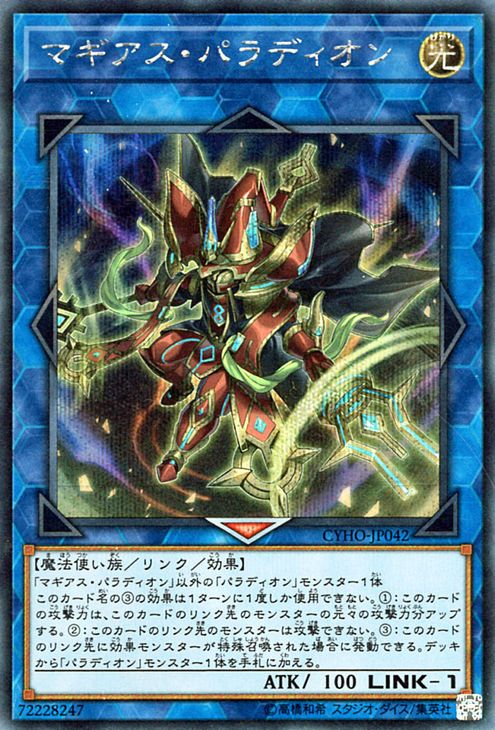 マギアス・パラディオン
光
CYHO-JP042
【魔法使い族／リンク／効果】
「マギアス・パラディオン」以外の「パラディオン」モンスター1体
このカード名の③の効果は1ターンに1度しか使用できない。①：このカード
の攻撃力は、このカードのリンク先のモンスターの元々の攻撃力分アップ
する。②：このカードのリンク先のモンスターは攻撃できない。③：このカード
のリンク先に効果モンスターが特殊召喚された場合に発動できる。デッキ
から「パラディオン」モンスター1体を手札に加える。
ATK/ 100 LINK-1
72228247
©高橋和希 スタジオ・ダイス/集英社